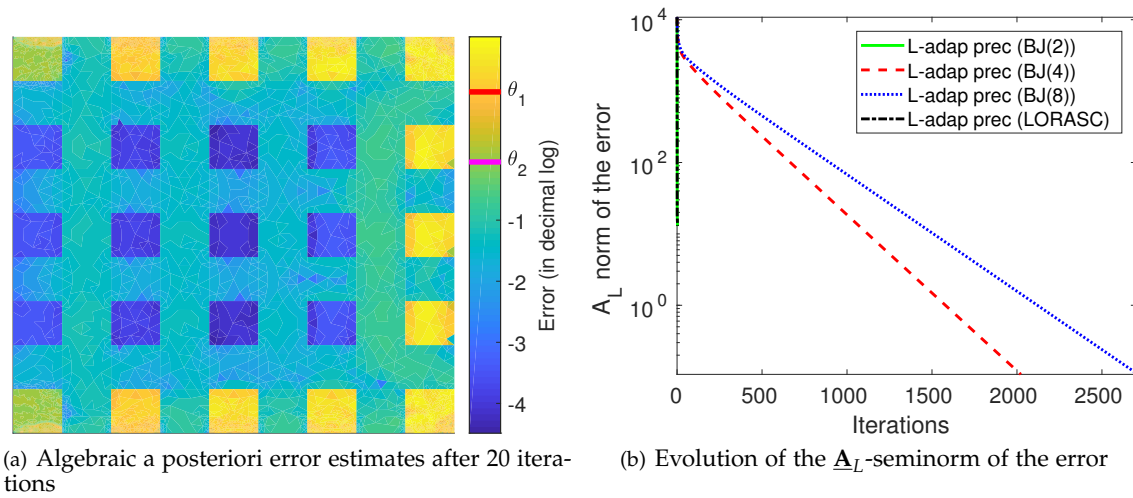 θ1
θ2
-1
-2
-3
-4
Error (in decimal log)
(a) Algebraic a posteriori error estimates after 20 itera-
tions
10^4
10^2
10^0
A_L norm of the error
0 500 1000 1500 2000 2500
Iterations
L-adap prec (BJ(2))
L-adap prec (BJ(4))
L-adap prec (BJ(8))
L-adap prec (LORASC)
(b) Evolution of the A_L-seminorm of the error